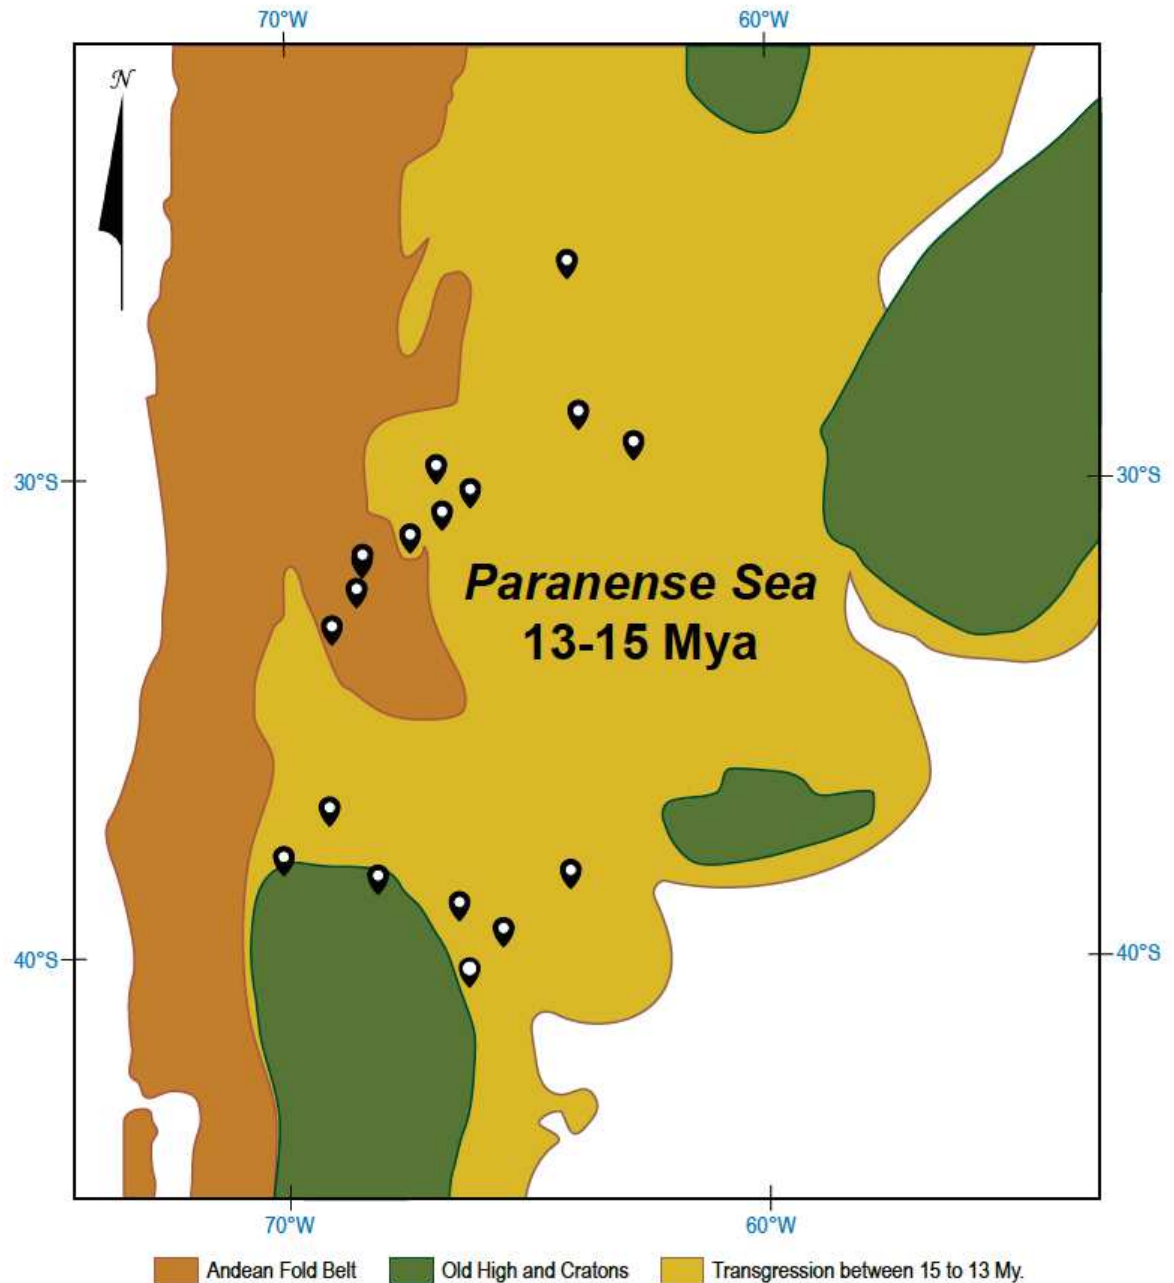 70°W
60°W
N
30°S
30°S
Paranense Sea
13-15 Mya
40°S
40°S
70°W
60°W
Andean Fold Belt
Old High and Cratons
Transgression between 15 to 13 My.